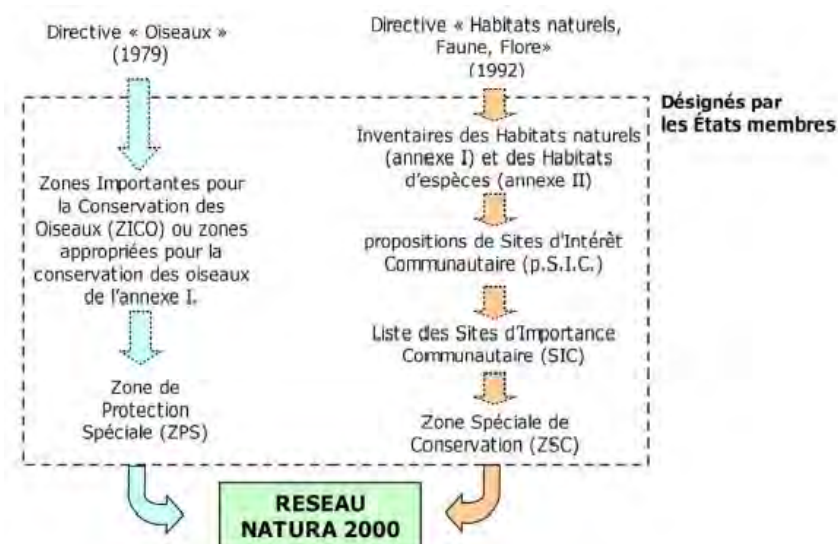 Directive « Oiseaux »
(1979)
Directive « Habitats naturels,
Faune, Flore»
(1992)
Désignés par
les États membres
Zones Importantes pour
la Conservation des
Oiseaux (ZICO) ou zones
appropriées pour la
conservation des oiseaux
de l'annexe I.
Zone de
Protection
Spéciale (ZPS)
Inventaires des Habitats naturels
(annexe I) et des Habitats
d'espèces (annexe II)
propositions de Sites d'Intérêt
Communautaire (p.S.I.C.)
Liste des Sites d'Importance
Communautaire (SIC)
Zone Spéciale de
Conservation (ZSC)
RESEAU
NATURA 2000